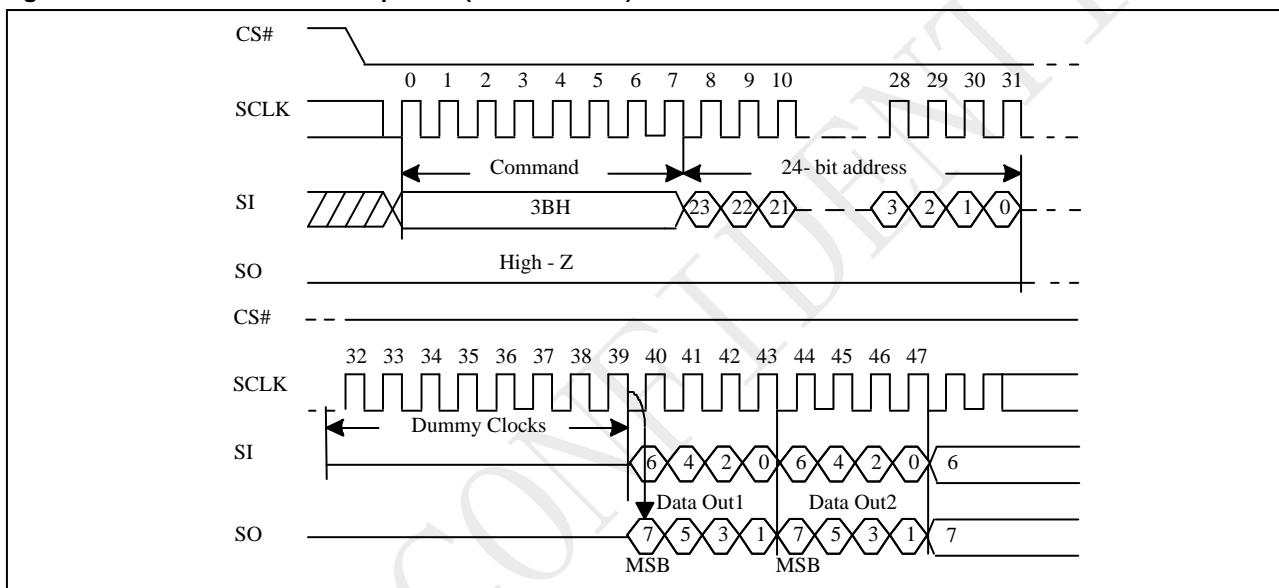 CS#
0 1 2 3 4 5 6 7 8 9 10 28 29 30 31
SCLK
Command 24- bit address
SI 3BH 23 22 21 3 2 1 0
SO High - Z
CS#
32 33 34 35 36 37 38 39 40 41 42 43 44 45 46 47
SCLK
Dummy Clocks
SI 6 4 2 0 6 4 2 0 6
Data Out1 Data Out2
SO 7 5 3 1 7 5 3 1 7
MSB MSB